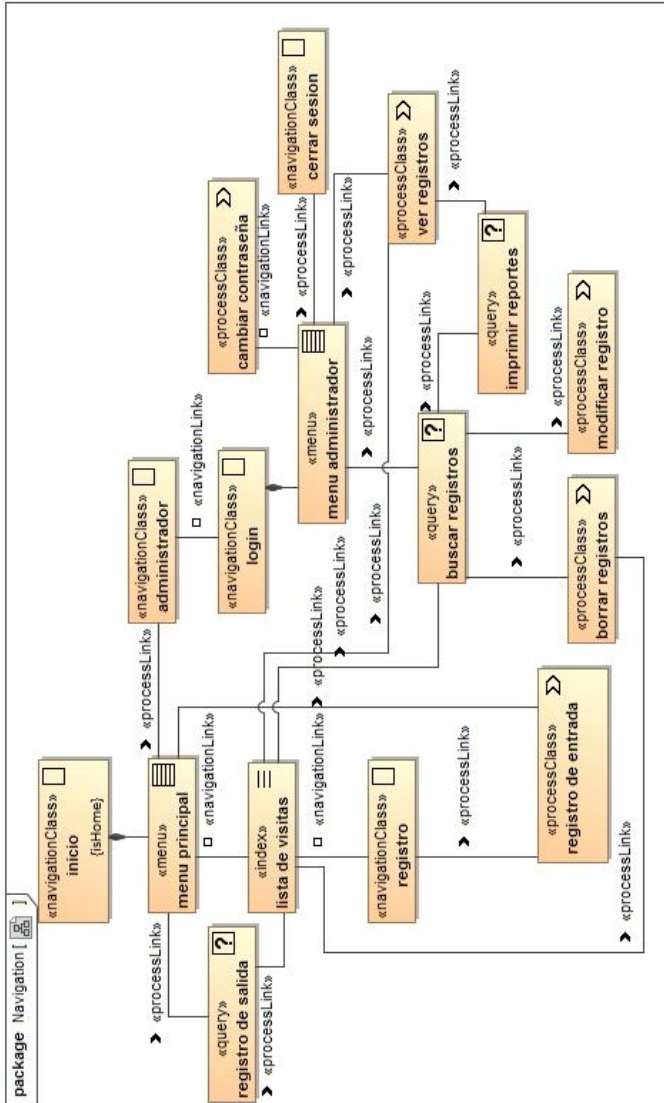 package Navigation [ ]
«navigationClass»
inicio
{isHome}
«processLink»
«menu»
menu principal
«processLink»
«navigationClass»
administrador
«navigationLink»
«navigationLink»
«query»
registro de salida
«processLink»
«index»
lista de visitas
«processLink»
«processLink»
«processLink»
«navigationClass»
login
«processClass»
cambiar contraseña
«navigationLink»
«processLink»
«navigationClass»
cerrar sesion
«menu»
menu administrador
«processLink»
«processLink»
«navigationLink»
«navigationClass»
registro
«processLink»
«processClass»
ver registros
«processLink»
«query»
buscar registros
«processLink»
«query»
imprimir reportes
«processClass»
registro de entrada
«processLink»
«processClass»
borrar registros
«processLink»
«processClass»
modificar registro
«processLink»